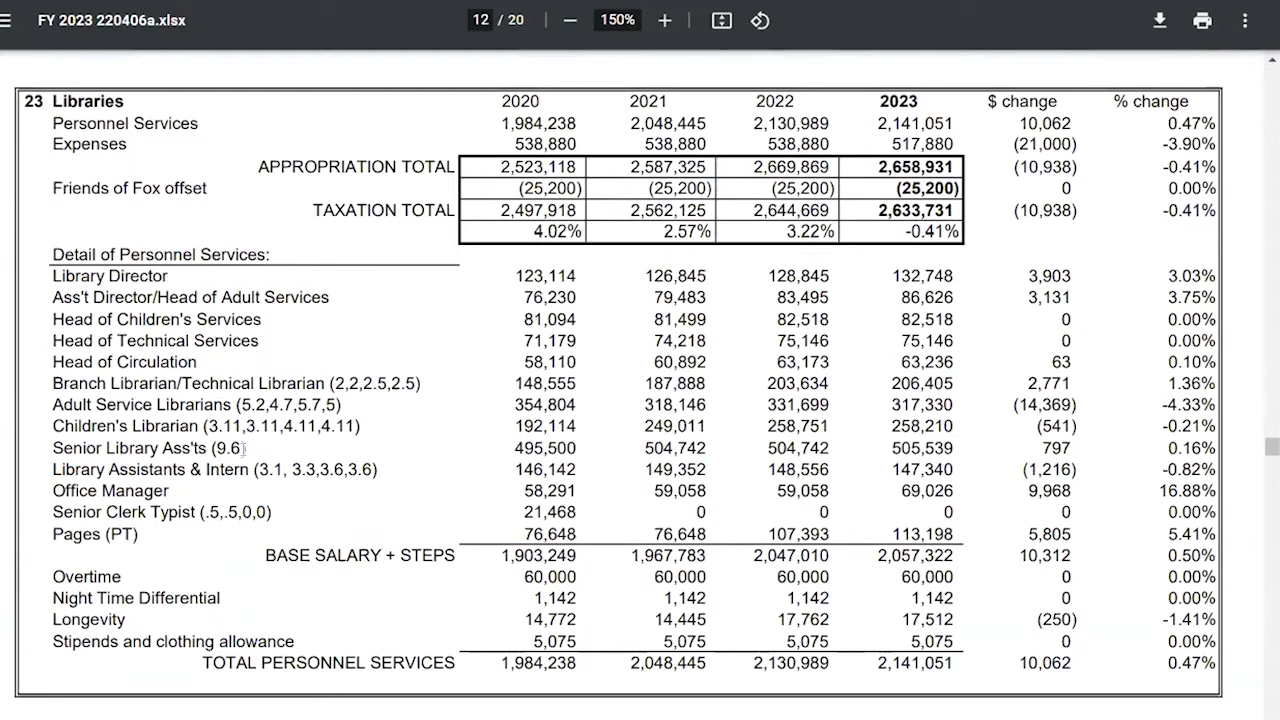 FY 2023 220406a.xlsx 12 / 20 150%
23 Libraries 2020 2021 2022 2023 $ change % change
Personnel Services 1,984,238 2,048,445 2,130,989 2,141,051 10,062 0.47%
Expenses 538,880 538,880 538,880 517,880 (21,000) -3.90%
APPROPRIATION TOTAL 2,523,118 2,587,325 2,669,869 2,658,931 (10,938) -0.41%
Friends of Fox offset (25,200) (25,200) (25,200) (25,200) 0 0.00%
TAXATION TOTAL 2,497,918 2,562,125 2,644,669 2,633,731 (10,938) -0.41%
4.02% 2.57% 3.22% -0.41%
Detail of Personnel Services:
Library Director 123,114 126,845 128,845 132,748 3,903 3.03%
Ass't Director/Head of Adult Services 76,230 79,483 83,495 86,626 3,131 3.75%
Head of Children's Services 81,094 81,499 82,518 82,518 0 0.00%
Head of Technical Services 71,179 74,218 75,146 75,146 0 0.00%
Head of Circulation 58,110 60,892 63,173 63,236 63 0.10%
Branch Librarian/Technical Librarian (2,2,2.5,2.5) 148,555 187,888 203,634 206,405 2,771 1.36%
Adult Service Librarians (5.2,4.7,5.7,5) 354,804 318,146 331,699 317,330 (14,369) -4.33%
Children's Librarian (3.11,3.11,4.11,4.11) 192,114 249,011 258,751 258,210 (541) -0.21%
Senior Library Ass'ts (9.6) 495,500 504,742 504,742 505,539 797 0.16%
Library Assistants & Intern (3.1, 3.3,3.6,3.6) 146,142 149,352 148,556 147,340 (1,216) -0.82%
Office Manager 58,291 59,058 59,058 69,026 9,968 16.88%
Senior Clerk Typist (.5,.5,0,0) 21,468 0 0 0 0 0.00%
Pages (PT) 76,648 76,648 107,393 113,198 5,805 5.41%
BASE SALARY + STEPS 1,903,249 1,967,783 2,047,010 2,057,322 10,312 0.50%
Overtime 60,000 60,000 60,000 60,000 0 0.00%
Night Time Differential 1,142 1,142 1,142 1,142 0 0.00%
Longevity 14,772 14,445 17,762 17,512 (250) -1.41%
Stipends and clothing allowance 5,075 5,075 5,075 5,075 0 0.00%
TOTAL PERSONNEL SERVICES 1,984,238 2,048,445 2,130,989 2,141,051 10,062 0.47%